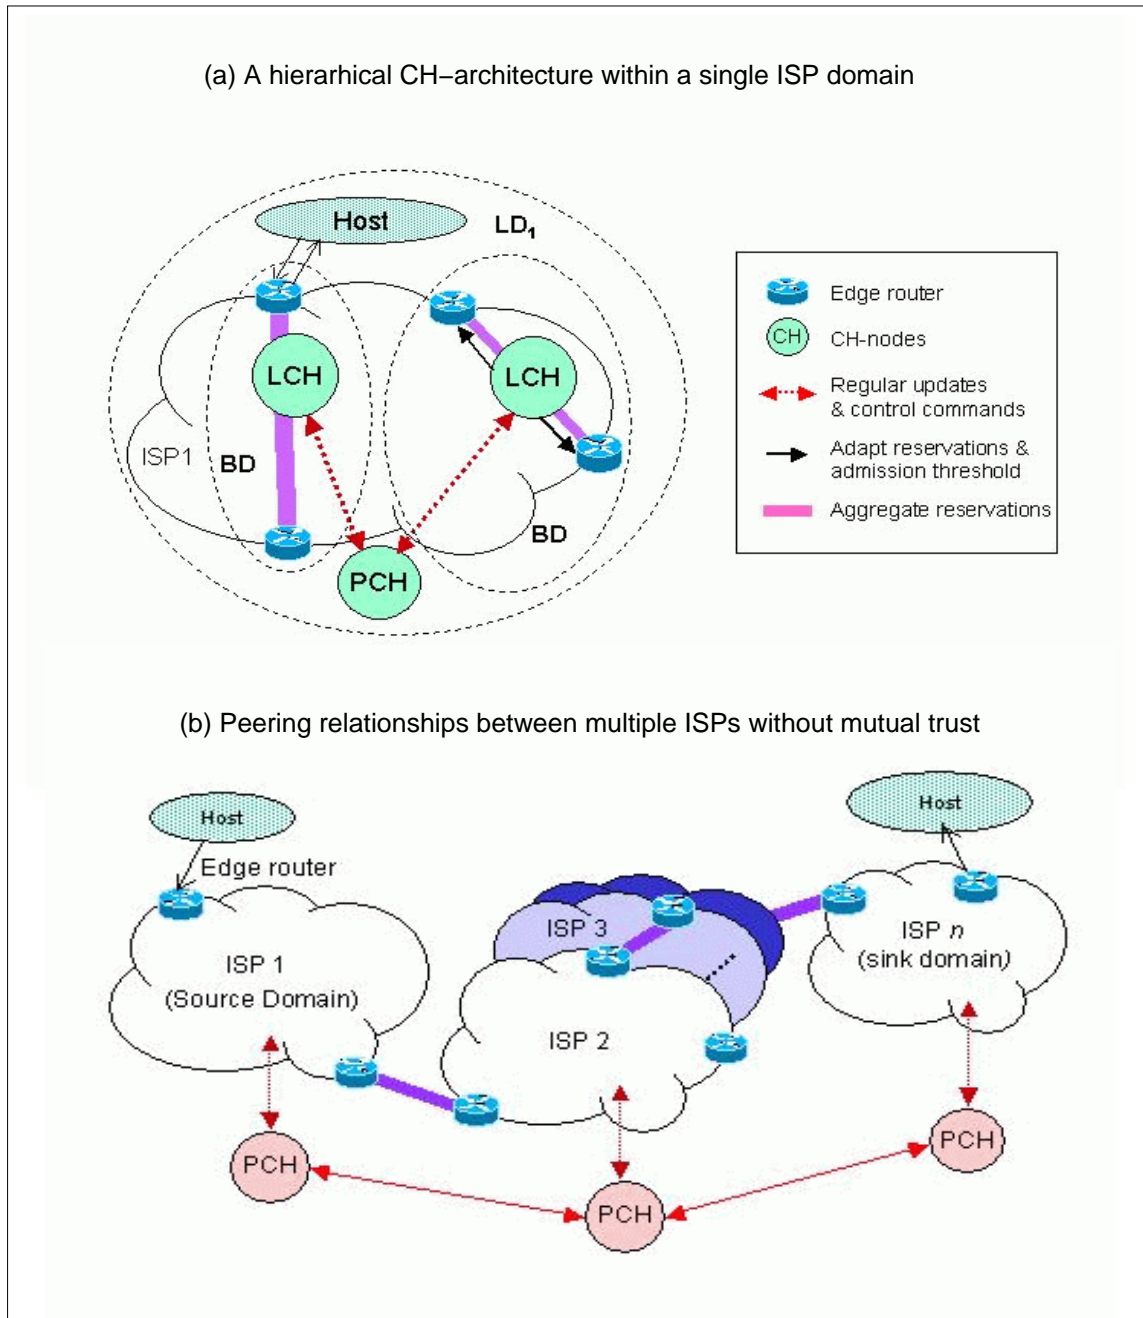 (a) A hierarhical CH−architecture within a single ISP domain
Host
LD1
Edge router
CH
CH-nodes
LCH
LCH
Regular updates
& control commands
ISP1
BD
Adapt reservations &
admission threshold
Aggregate reservations
BD
PCH
(b) Peering relationships between multiple ISPs without mutual trust
Host
Host
Edge router
ISP 3
ISP n
(sink domain)
ISP 1
(Source Domain)
ISP 2
PCH
PCH
PCH